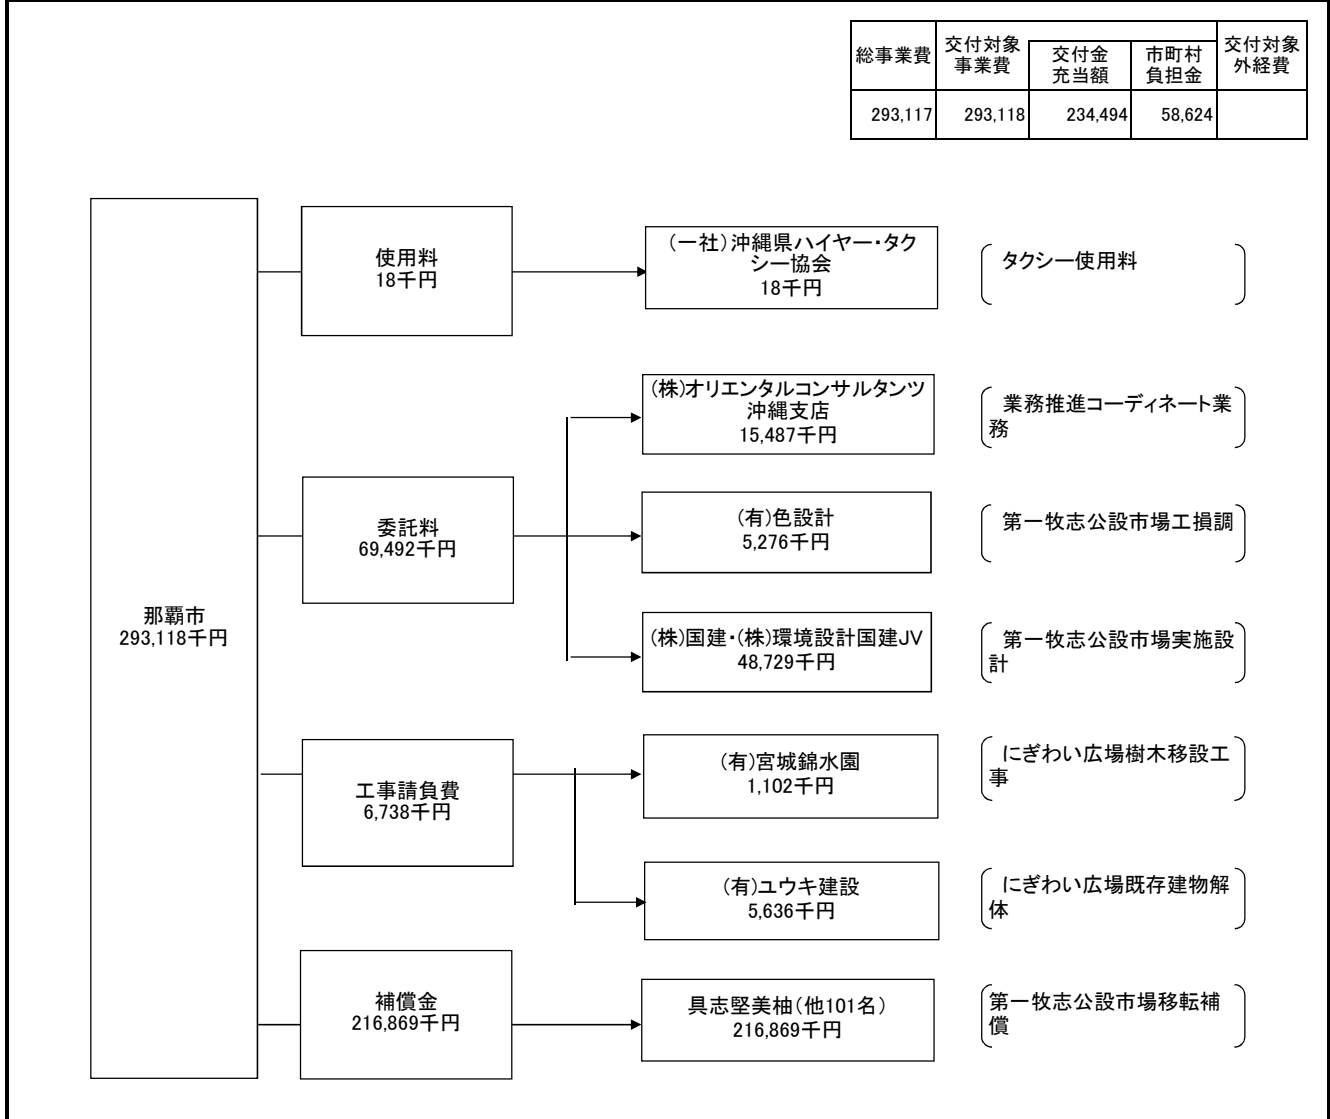 総事業費
交付対象
事業費
交付金
充当額
市町村
負担金
交付対象
外経費
293,117
293,118
234,494
58,624
那覇市
293,118千円
使用料
18千円
(一社)沖縄県ハイヤー・タク
シー協会
18千円
タクシー使用料
委託料
69,492千円
(株)オリエンタルコンサルタンツ
沖縄支店
15,487千円
業務推進コーディネート業
務
(有)色設計
5,276千円
第一牧志公設市場工損調
(株)国建・(株)環境設計国建JV
48,729千円
第一牧志公設市場実施設
計
工事請負費
6,738千円
(有)宮城錦水園
1,102千円
にぎわい広場樹木移設工
事
(有)ユウキ建設
5,636千円
にぎわい広場既存建物解
体
補償金
216,869千円
具志堅美柚(他101名)
216,869千円
第一牧志公設市場移転補
償